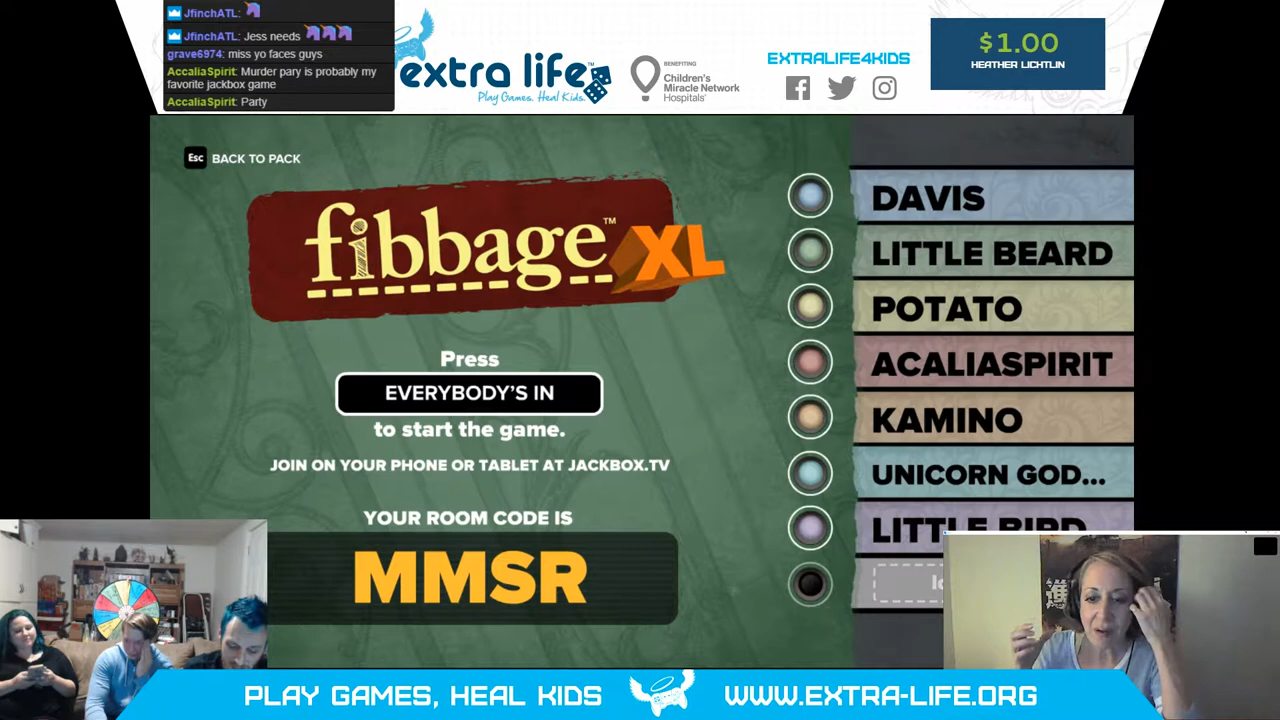 JfinchATL:
JfinchATL: Jess needs
grave6974: miss yo faces guys
AccaliaSpirit: Murder pary is probably my
favorite jackbox game
AccaliaSpirit: Party
extra life
Play Games. Heal Kids.
BENEFITING
Children's
Miracle Network
Hospitals
EXTRALIFE4KIDS
$1.00
HEATHER LICHTLIN
Esc BACK TO PACK
fibbage XL™
Press
EVERYBODY'S IN
to start the game.
JOIN ON YOUR PHONE OR TABLET AT JACKBOX.TV
YOUR ROOM CODE IS
MMSR
DAVIS
LITTLE BEARD
POTATO
ACALIASPIRIT
KAMINO
UNICORN GOD...
LITTLE BIRD
PLAY GAMES, HEAL KIDS
WWW.EXTRA-LIFE.ORG